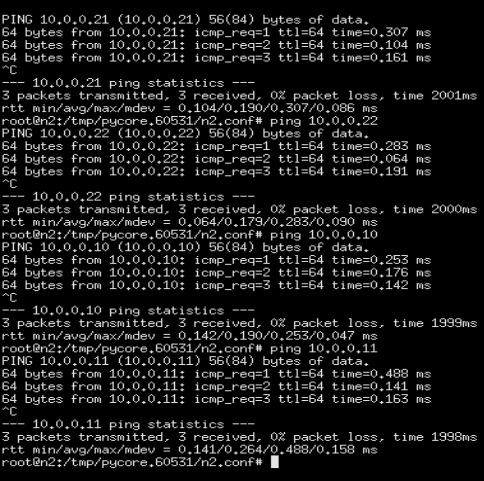 PING 10.0.0.21 (10.0.0.21) 56(84) bytes of data.
64 bytes from 10.0.0.21: icmp_req=1 ttl=64 time=0.307 ms
64 bytes from 10.0.0.21: icmp_req=2 ttl=64 time=0.104 ms
64 bytes from 10.0.0.21: icmp_req=3 ttl=64 time=0.161 ms
^C
--- 10.0.0.21 ping statistics ---
3 packets transmitted, 3 received, 0% packet loss, time 2001ms
rtt min/avg/max/mdev = 0.104/0.190/0.307/0.086 ms
root@n2:/tmp/pycore.60531/n2.conf# ping 10.0.0.22
PING 10.0.0.22 (10.0.0.22) 56(84) bytes of data.
64 bytes from 10.0.0.22: icmp_req=1 ttl=64 time=0.283 ms
64 bytes from 10.0.0.22: icmp_req=2 ttl=64 time=0.064 ms
64 bytes from 10.0.0.22: icmp_req=3 ttl=64 time=0.191 ms
^C
--- 10.0.0.22 ping statistics ---
3 packets transmitted, 3 received, 0% packet loss, time 2000ms
rtt min/avg/max/mdev = 0.064/0.179/0.283/0.090 ms
root@n2:/tmp/pycore.60531/n2.conf# ping 10.0.0.10
PING 10.0.0.10 (10.0.0.10) 56(84) bytes of data.
64 bytes from 10.0.0.10: icmp_req=1 ttl=64 time=0.253 ms
64 bytes from 10.0.0.10: icmp_req=2 ttl=64 time=0.176 ms
64 bytes from 10.0.0.10: icmp_req=3 ttl=64 time=0.142 ms
^C
--- 10.0.0.10 ping statistics ---
3 packets transmitted, 3 received, 0% packet loss, time 1999ms
rtt min/avg/max/mdev = 0.142/0.190/0.253/0.047 ms
root@n2:/tmp/pycore.60531/n2.conf# ping 10.0.0.11
PING 10.0.0.11 (10.0.0.11) 56(84) bytes of data.
64 bytes from 10.0.0.11: icmp_req=1 ttl=64 time=0.488 ms
64 bytes from 10.0.0.11: icmp_req=2 ttl=64 time=0.141 ms
64 bytes from 10.0.0.11: icmp_req=3 ttl=64 time=0.163 ms
^C
--- 10.0.0.11 ping statistics ---
3 packets transmitted, 3 received, 0% packet loss, time 1998ms
rtt min/avg/max/mdev = 0.141/0.264/0.488/0.158 ms
root@n2:/tmp/pycore.60531/n2.conf#